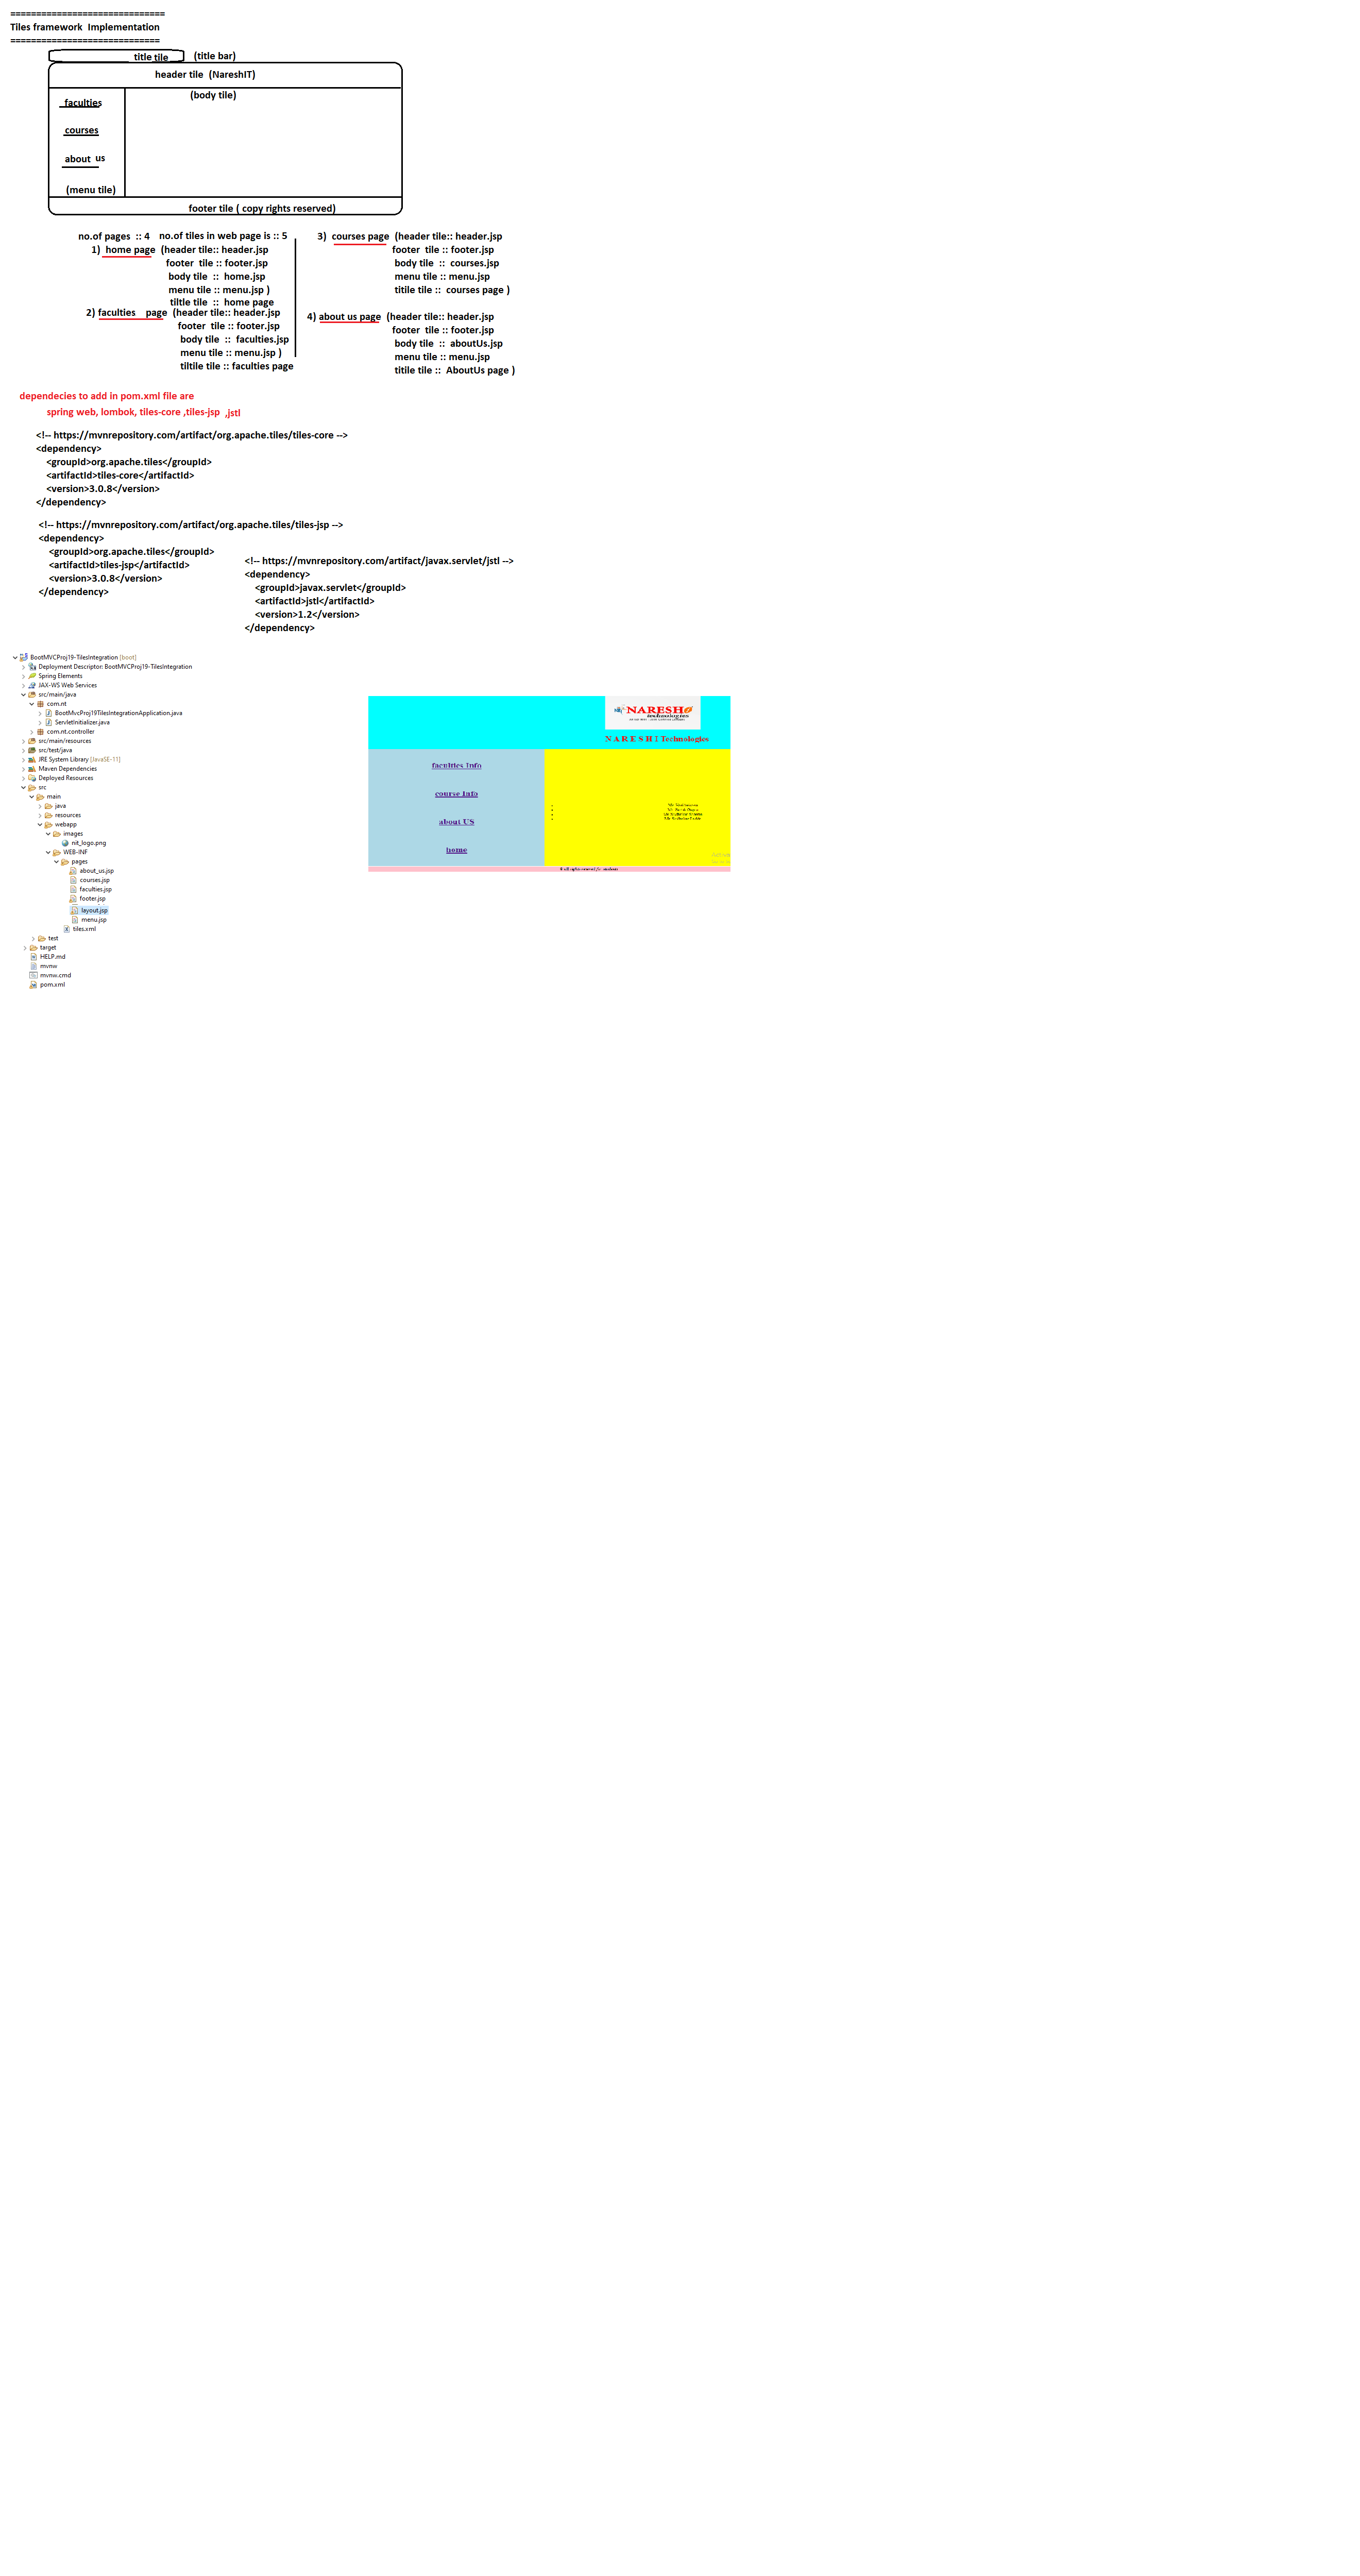 ==============================
Tiles framework  Implementation
=============================
title tile    (title bar)
header tile  (NareshIT)
(body tile)
faculties
courses
about  us
(menu tile)
footer tile ( copy rights reserved)
no.of pages  :: 4    no.of tiles in web page is :: 5
1)  home page  (header tile:: header.jsp
footer  tile :: footer.jsp
body tile  ::  home.jsp
menu tile :: menu.jsp )
tiltle tile  ::  home page
2) faculties    page  (header tile:: header.jsp
footer  tile :: footer.jsp
body tile  ::  faculties.jsp
menu tile :: menu.jsp )
tiltile tile :: faculties page
3)  courses page  (header tile:: header.jsp
footer  tile :: footer.jsp
body tile  ::  courses.jsp
menu tile :: menu.jsp
titile tile ::  courses page )
4) about us page  (header tile:: header.jsp
footer  tile :: footer.jsp
body tile  ::  aboutUs.jsp
menu tile :: menu.jsp
titile tile ::  AboutUs page )
dependecies to add in pom.xml file are
spring web, lombok, tiles-core ,tiles-jsp  ,jstl
<!-- https://mvnrepository.com/artifact/org.apache.tiles/tiles-core -->
<dependency>
<groupId>org.apache.tiles</groupId>
<artifactId>tiles-core</artifactId>
<version>3.0.8</version>
</dependency>
<!-- https://mvnrepository.com/artifact/org.apache.tiles/tiles-jsp -->
<dependency>
<groupId>org.apache.tiles</groupId>
<artifactId>tiles-jsp</artifactId>
<version>3.0.8</version>
</dependency>
<!-- https://mvnrepository.com/artifact/javax.servlet/jstl -->
<dependency>
<groupId>javax.servlet</groupId>
<artifactId>jstl</artifactId>
<version>1.2</version>
</dependency>
BootMVCProj19-TilesIntegration [boot]
Deployment Descriptor: BootMVCProj19-TilesIntegration
Spring Elements
JAX-WS Web Services
src/main/java
com.nt
BootMvcProj19TilesIntegrationApplication.java
ServletInitializer.java
com.nt.controller
src/main/resources
src/test/java
JRE System Library [JavaSE-11]
Maven Dependencies
Deployed Resources
src
main
java
resources
webapp
images
nit_logo.png
WEB-INF
pages
about_us.jsp
courses.jsp
faculties.jsp
footer.jsp
layout.jsp
menu.jsp
tiles.xml
test
target
HELP.md
mvnw
mvnw.cmd
pom.xml
NARESH
technologies
N A R E S H I Technologies
faculties Info
course Info
about US
home